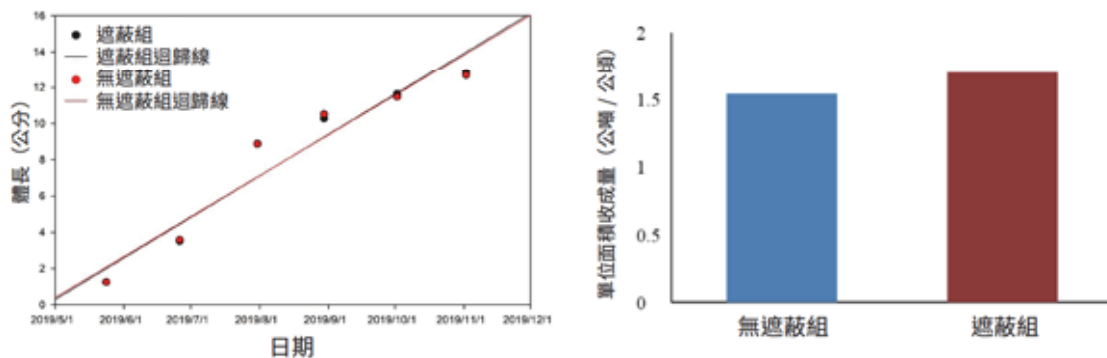 16
14
12
10
8
6
4
2
0
體長（公分）
● 遮蔽組
遮蔽組迴歸線
● 無遮蔽組
無遮蔽組迴歸線
2019/5/1 2019/6/1 2019/7/1 2019/8/1 2019/9/1 2019/10/1 2019/11/1 2019/12/1
日期
單位面積收成量（公噸 / 公頃）
2
1.5
1
0.5
0
無遮蔽組 遮蔽組